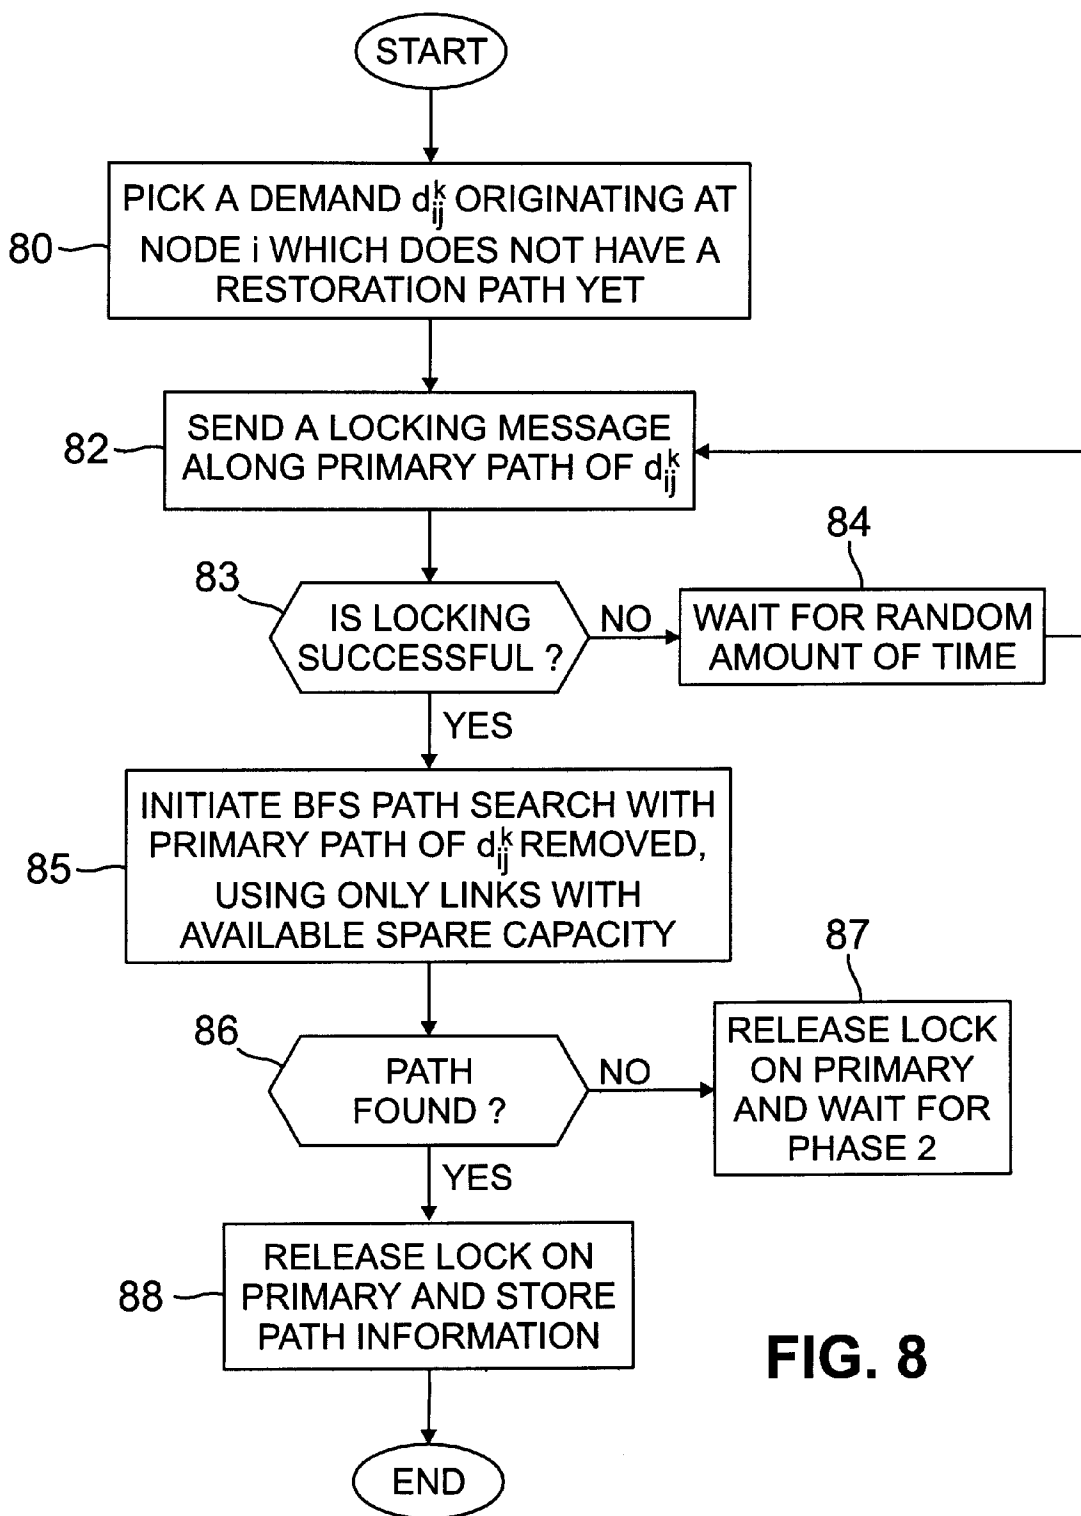 START
PICK A DEMAND d^k_ij ORIGINATING AT
NODE i WHICH DOES NOT HAVE A
RESTORATION PATH YET
80
SEND A LOCKING MESSAGE
ALONG PRIMARY PATH OF d^k_ij
82
83
IS LOCKING
SUCCESSFUL ?
NO
84
WAIT FOR RANDOM
AMOUNT OF TIME
YES
INITIATE BFS PATH SEARCH WITH
PRIMARY PATH OF d^k_ij REMOVED,
USING ONLY LINKS WITH
AVAILABLE SPARE CAPACITY
85
86
PATH
FOUND ?
NO
87
RELEASE LOCK
ON PRIMARY
AND WAIT FOR
PHASE 2
YES
RELEASE LOCK ON
PRIMARY AND STORE
PATH INFORMATION
88
FIG. 8
END